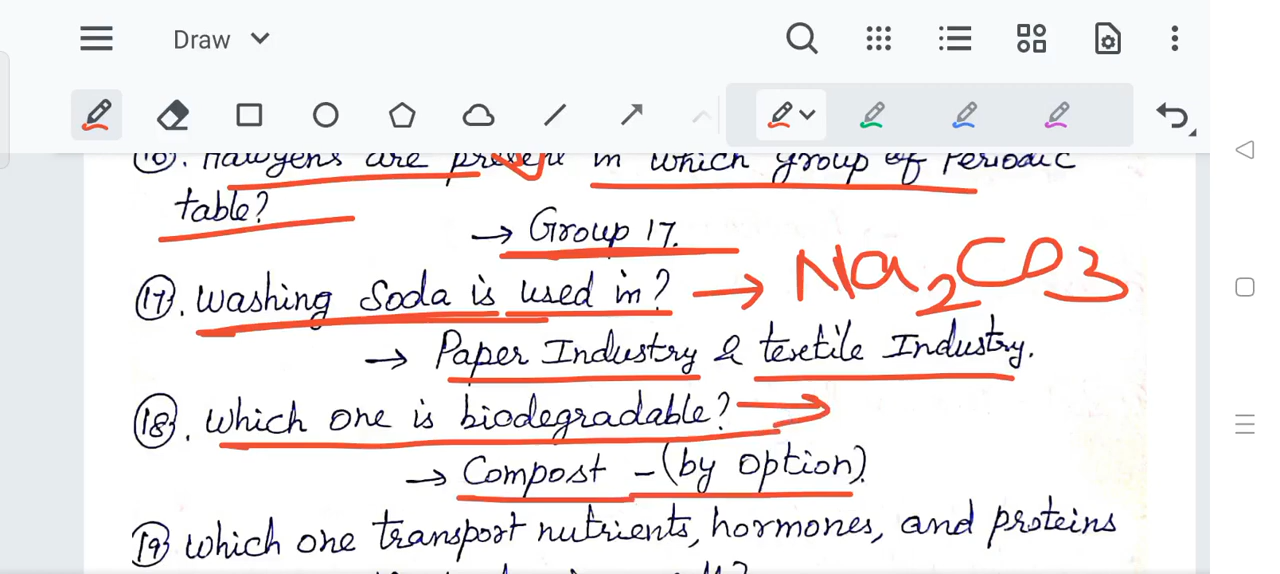 Draw
16. Halogens are present in which group of Periodic
table?
→ Group 17.
17. Washing Soda is used in? → Na2CO3
→ Paper Industry & textile Industry.
18. Which one is biodegradable? →
→ Compost - (by option).
19 Which one transport nutrients, hormones, and proteins